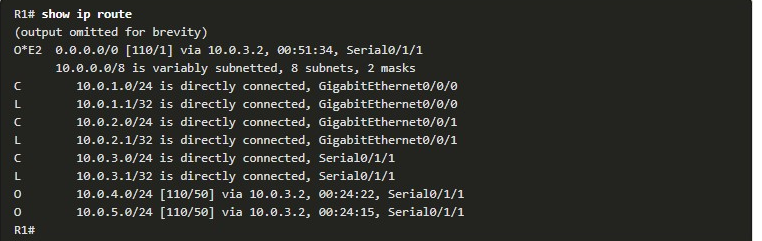 R1# show ip route
(output omitted for brevity)
O*E2  0.0.0.0/0 [110/1] via 10.0.3.2, 00:51:34, Serial0/1/1
      10.0.0.0/8 is variably subnetted, 8 subnets, 2 masks
C        10.0.1.0/24 is directly connected, GigabitEthernet0/0/0
L        10.0.1.1/32 is directly connected, GigabitEthernet0/0/0
C        10.0.2.0/24 is directly connected, GigabitEthernet0/0/1
L        10.0.2.1/32 is directly connected, GigabitEthernet0/0/1
C        10.0.3.0/24 is directly connected, Serial0/1/1
L        10.0.3.1/32 is directly connected, Serial0/1/1
O        10.0.4.0/24 [110/50] via 10.0.3.2, 00:24:22, Serial0/1/1
O        10.0.5.0/24 [110/50] via 10.0.3.2, 00:24:15, Serial0/1/1
R1#